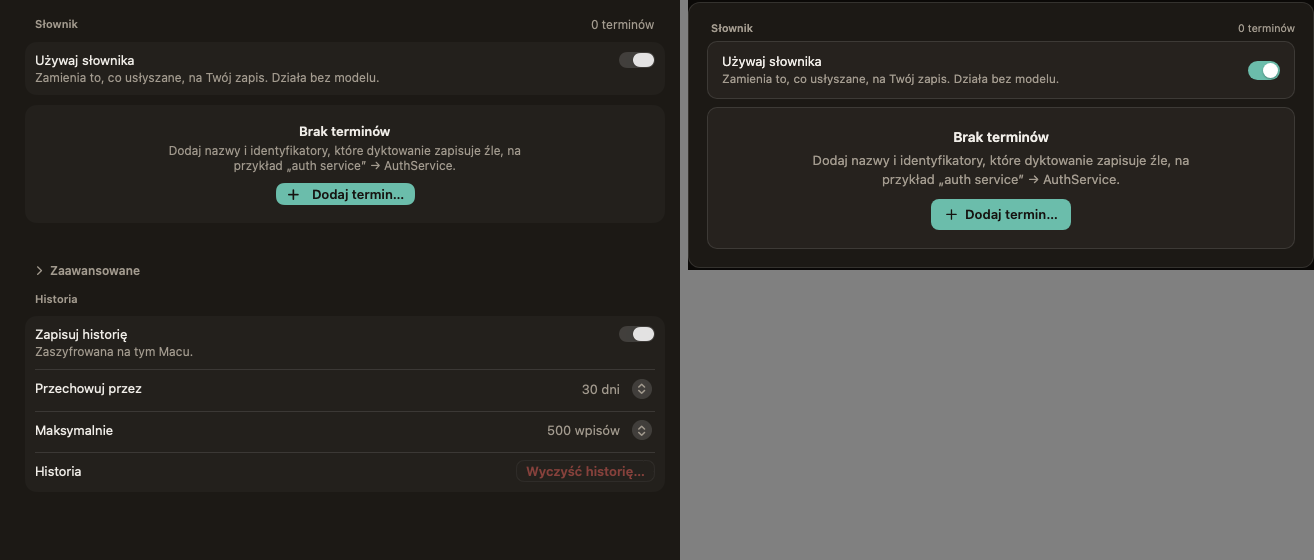 Słownik
0 terminów
Używaj słownika
Zamienia to, co usłyszane, na Twój zapis. Działa bez modelu.
Brak terminów
Dodaj nazwy i identyfikatory, które dyktowanie zapisuje źle, na
przykład „auth service” → AuthService.
+ Dodaj termin...
Zaawansowane
Historia
Zapisuj historię
Zaszyfrowana na tym Macu.
Przechowuj przez
30 dni
Maksymalnie
500 wpisów
Historia
Wyczyść historię...
Słownik
0 terminów
Używaj słownika
Zamienia to, co usłyszane, na Twój zapis. Działa bez modelu.
Brak terminów
Dodaj nazwy i identyfikatory, które dyktowanie zapisuje źle, na
przykład „auth service” → AuthService.
+ Dodaj termin...